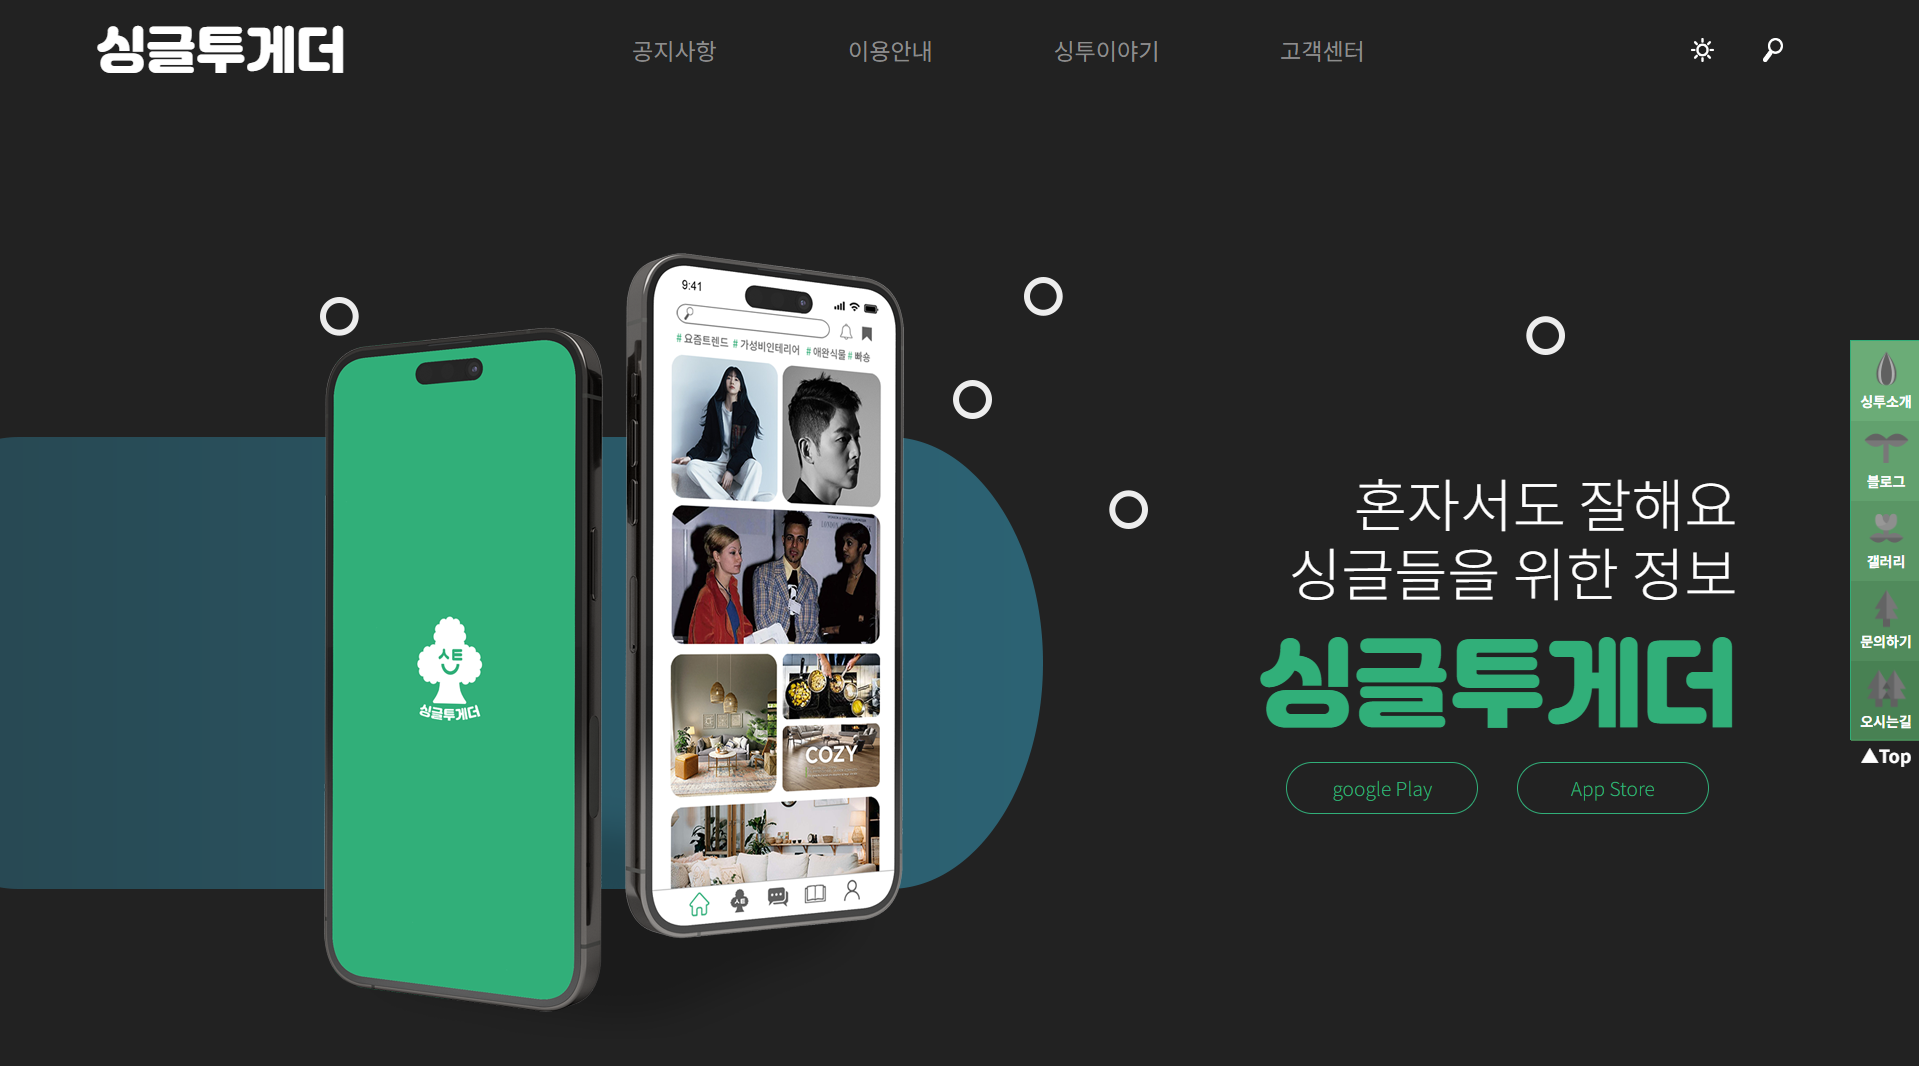 싱글투게더
공지사항
이용안내
싱투이야기
고객센터
9:41
# 요즘트렌드 # 가성비인테리어 # 애완식물 # 빠숑
COZY
스트
싱글투게더
혼자서도 잘해요
싱글들을 위한 정보
싱글투게더
google Play
App Store
싱투소개
블로그
갤러리
문의하기
오시는길
▲Top